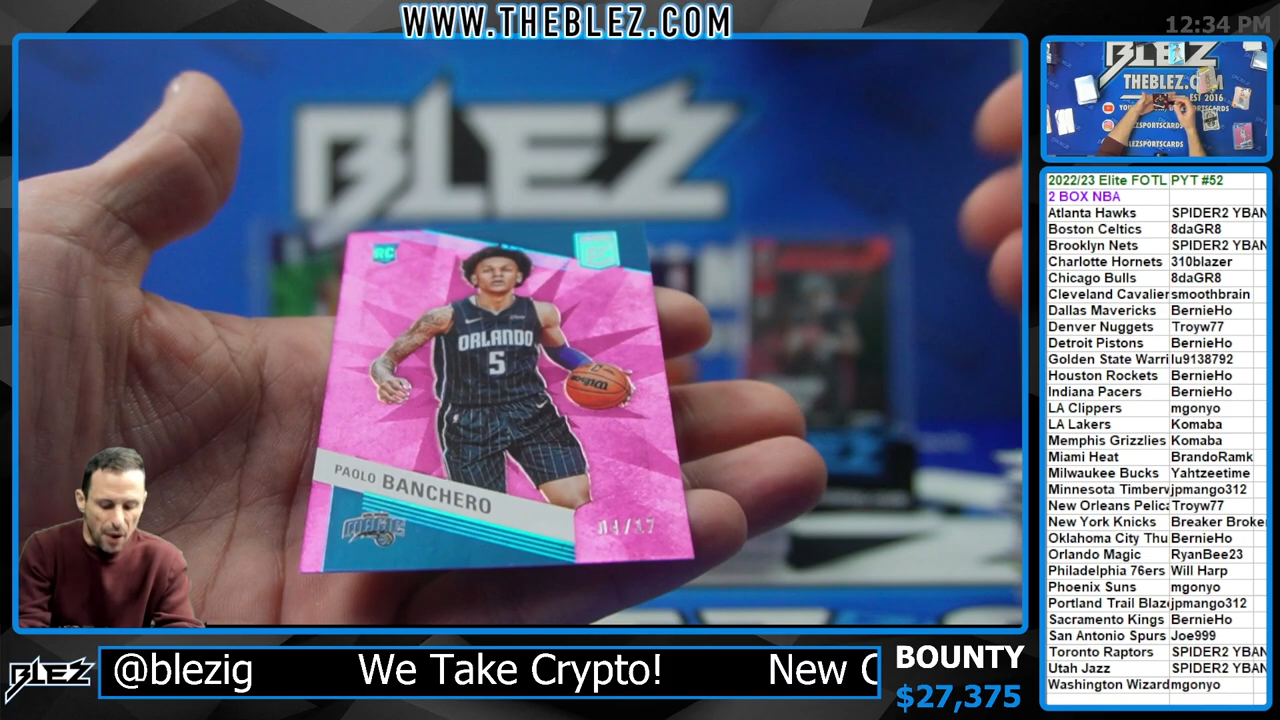 WWW.THEBLEZ.COM
12:34 PM
BLEZ
RC
ORLANDO
5
PAOLO BANCHERO
MAGIC
04/17
BLEZ
THEBLEZ.COM
EST 2016
2022/23 Elite FOTL PYT #52
2 BOX NBA
Atlanta Hawks SPIDER2 YBAN
Boston Celtics 8daGR8
Brooklyn Nets SPIDER2 YBAN
Charlotte Hornets 310blazer
Chicago Bulls 8daGR8
Cleveland Cavalier smoothbrain
Dallas Mavericks BernieHo
Denver Nuggets Troyw77
Detroit Pistons BernieHo
Golden State Warri lu9138792
Houston Rockets BernieHo
Indiana Pacers BernieHo
LA Clippers mgonyo
LA Lakers Komaba
Memphis Grizzlies Komaba
Miami Heat BrandoRamk
Milwaukee Bucks Yahtzeetime
Minnesota Timberv jpmango312
New Orleans Pelica Troyw77
New York Knicks Breaker Broke
Oklahoma City Thu BernieHo
Orlando Magic RyanBee23
Philadelphia 76ers Will Harp
Phoenix Suns mgonyo
Portland Trail Blaz jpmango312
Sacramento Kings BernieHo
San Antonio Spurs Joe999
Toronto Raptors SPIDER2 YBAN
Utah Jazz SPIDER2 YBAN
Washington Wizard mgonyo
BLEZ
@blezig We Take Crypto! New C
BOUNTY
$27,375